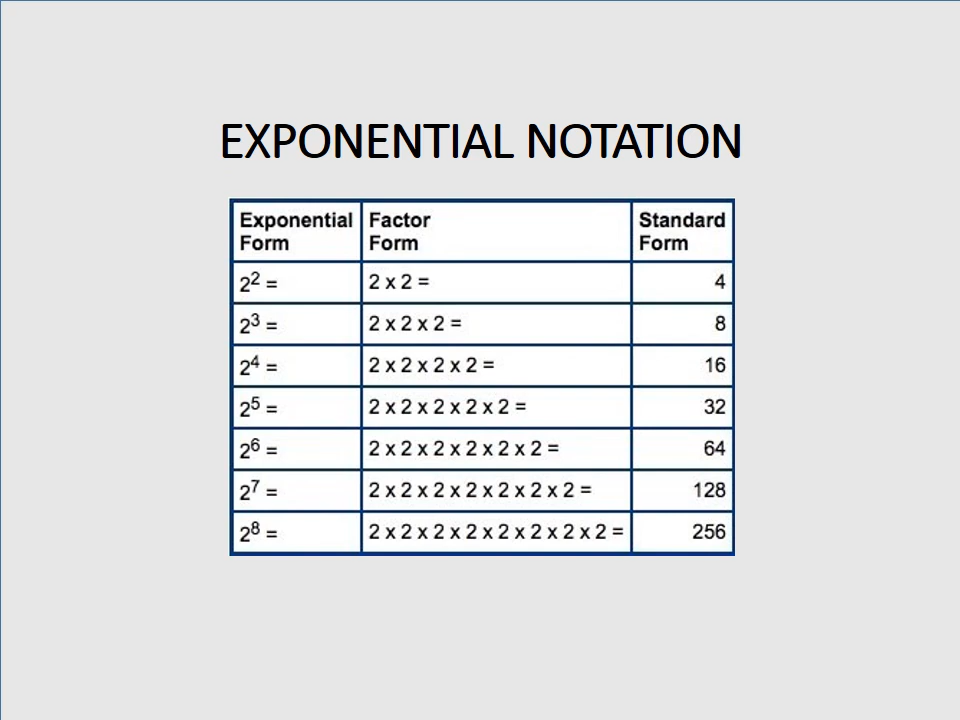 EXPONENTIAL NOTATION
Exponential Form Factor Form Standard Form
2² = 2 x 2 = 4
2³ = 2 x 2 x 2 = 8
2⁴ = 2 x 2 x 2 x 2 = 16
2⁵ = 2 x 2 x 2 x 2 x 2 = 32
2⁶ = 2 x 2 x 2 x 2 x 2 x 2 = 64
2⁷ = 2 x 2 x 2 x 2 x 2 x 2 x 2 = 128
2⁸ = 2 x 2 x 2 x 2 x 2 x 2 x 2 x 2 = 256